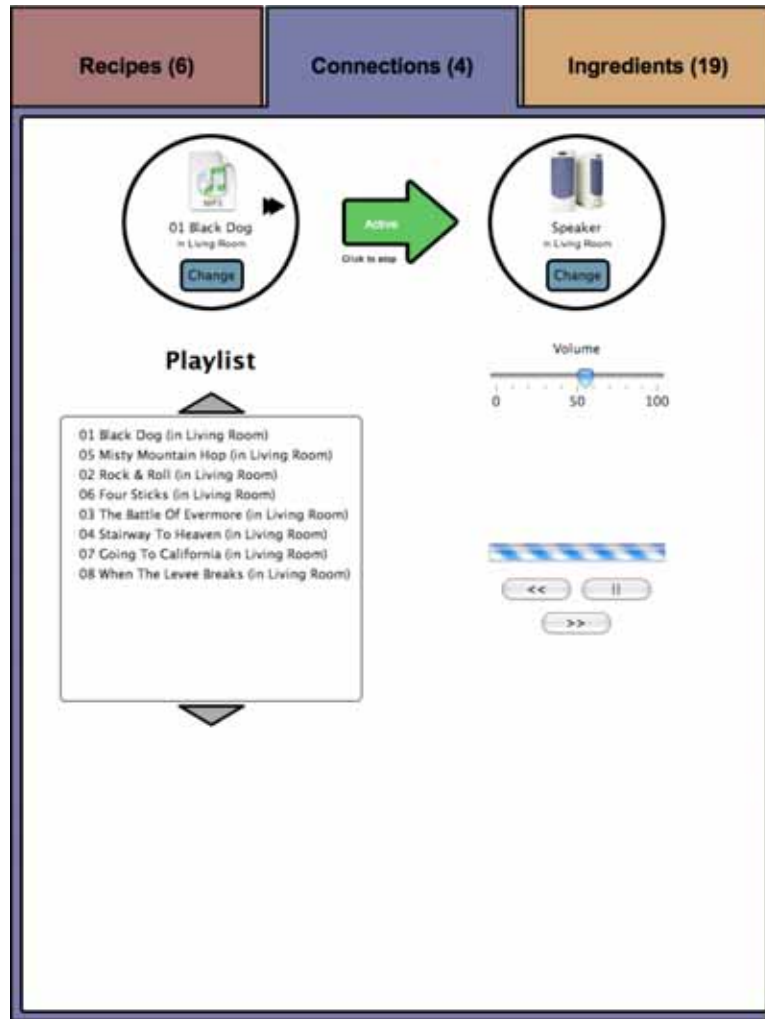 Recipes (6)
Connections (4)
Ingredients (19)
MP3
01 Black Dog
in Living Room
Change
Active
Click to stop
Speaker
in Living Room
Change
Playlist
01 Black Dog (in Living Room)
05 Misty Mountain Hop (in Living Room)
02 Rock & Roll (in Living Room)
06 Four Sticks (in Living Room)
03 The Battle Of Evermore (in Living Room)
04 Stairway To Heaven (in Living Room)
07 Going To California (in Living Room)
08 When The Levee Breaks (in Living Room)
Volume
0 50 100
<< ||
>>